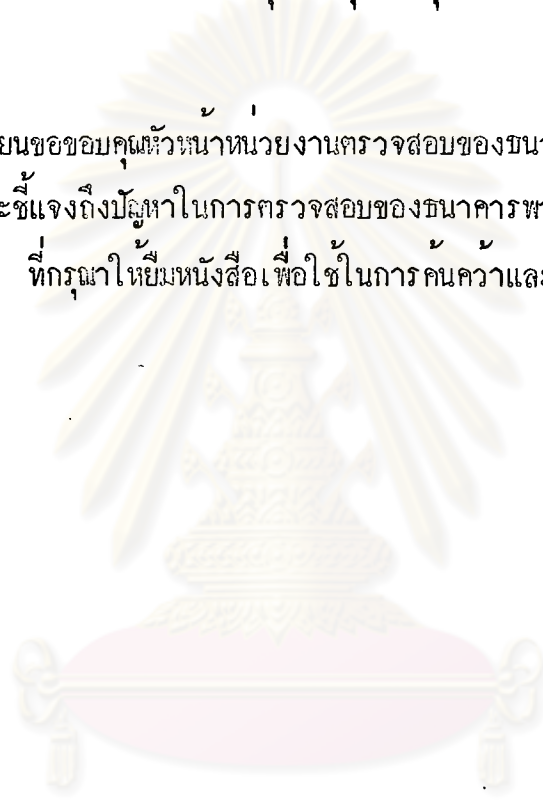 ยนขอขอบคุณหัวหน้าหน่วยงานตรวจสอบของธนา
ะชี้แจงถึงปัญหาในการตรวจสอบของธนาคารพา
ที่กรุณาให้ยืมหนังสือเพื่อใช้ในการค้นคว้าและ